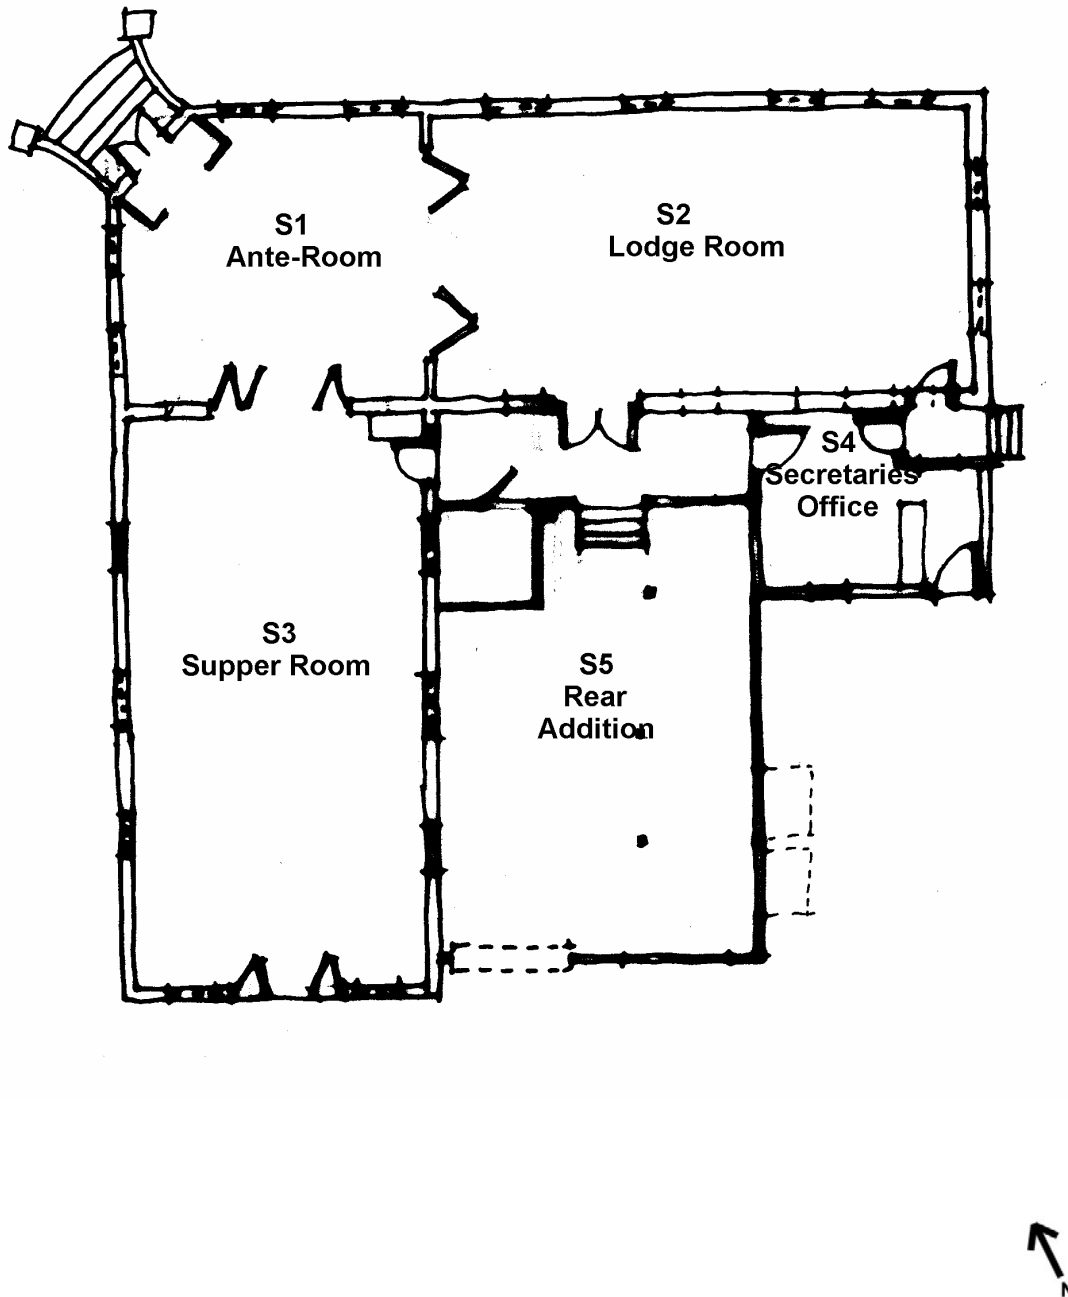 S1
Ante-Room
S2
Lodge Room
S4
Secretaries
Office
S3
Supper Room
S5
Rear
Addition
N